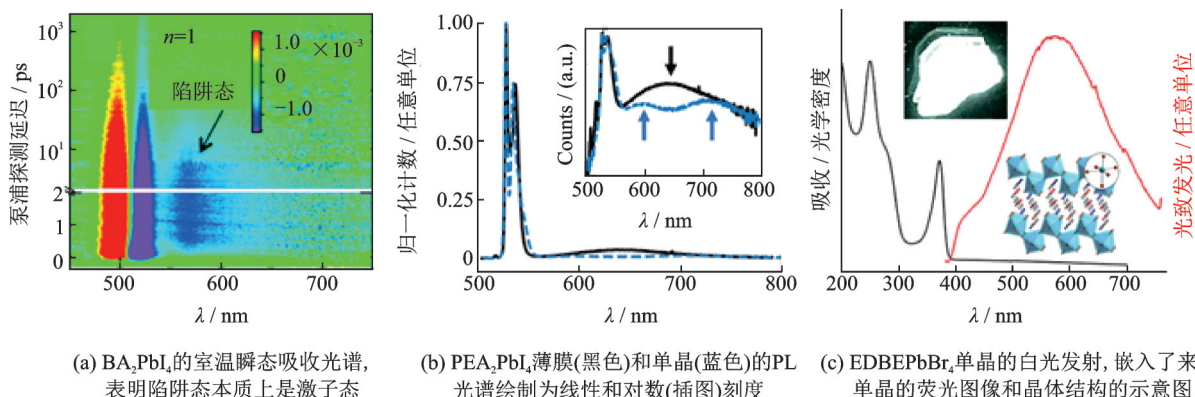 (a)
n=1
1.0 ×10⁻³
0
−1.0
陷阱态
泵浦探测延迟 / ps
10³
10²
10¹
2
1
0
500 600 700
λ / nm
(b)
归一化计数 / 任意单位
1.00
0.75
1.00
0.50
0
Counts / (a.u.)
500 600 700 800
λ / nm
500 600 700 800
λ / nm
(c)
吸收 / 光学密度
光致发光 / 任意单位
200 300 400 500 600 700
λ / nm
(a) BA₂PbI₄的室温瞬态吸收光谱,
表明陷阱态本质上是激子态
(b) PEA₂PbI₄薄膜(黑色)和单晶(蓝色)的PL
光谱绘制为线性和对数(插图)刻度
(c) EDBEPbBr₄单晶的白光发射, 嵌入了来
单晶的荧光图像和晶体结构的示意图